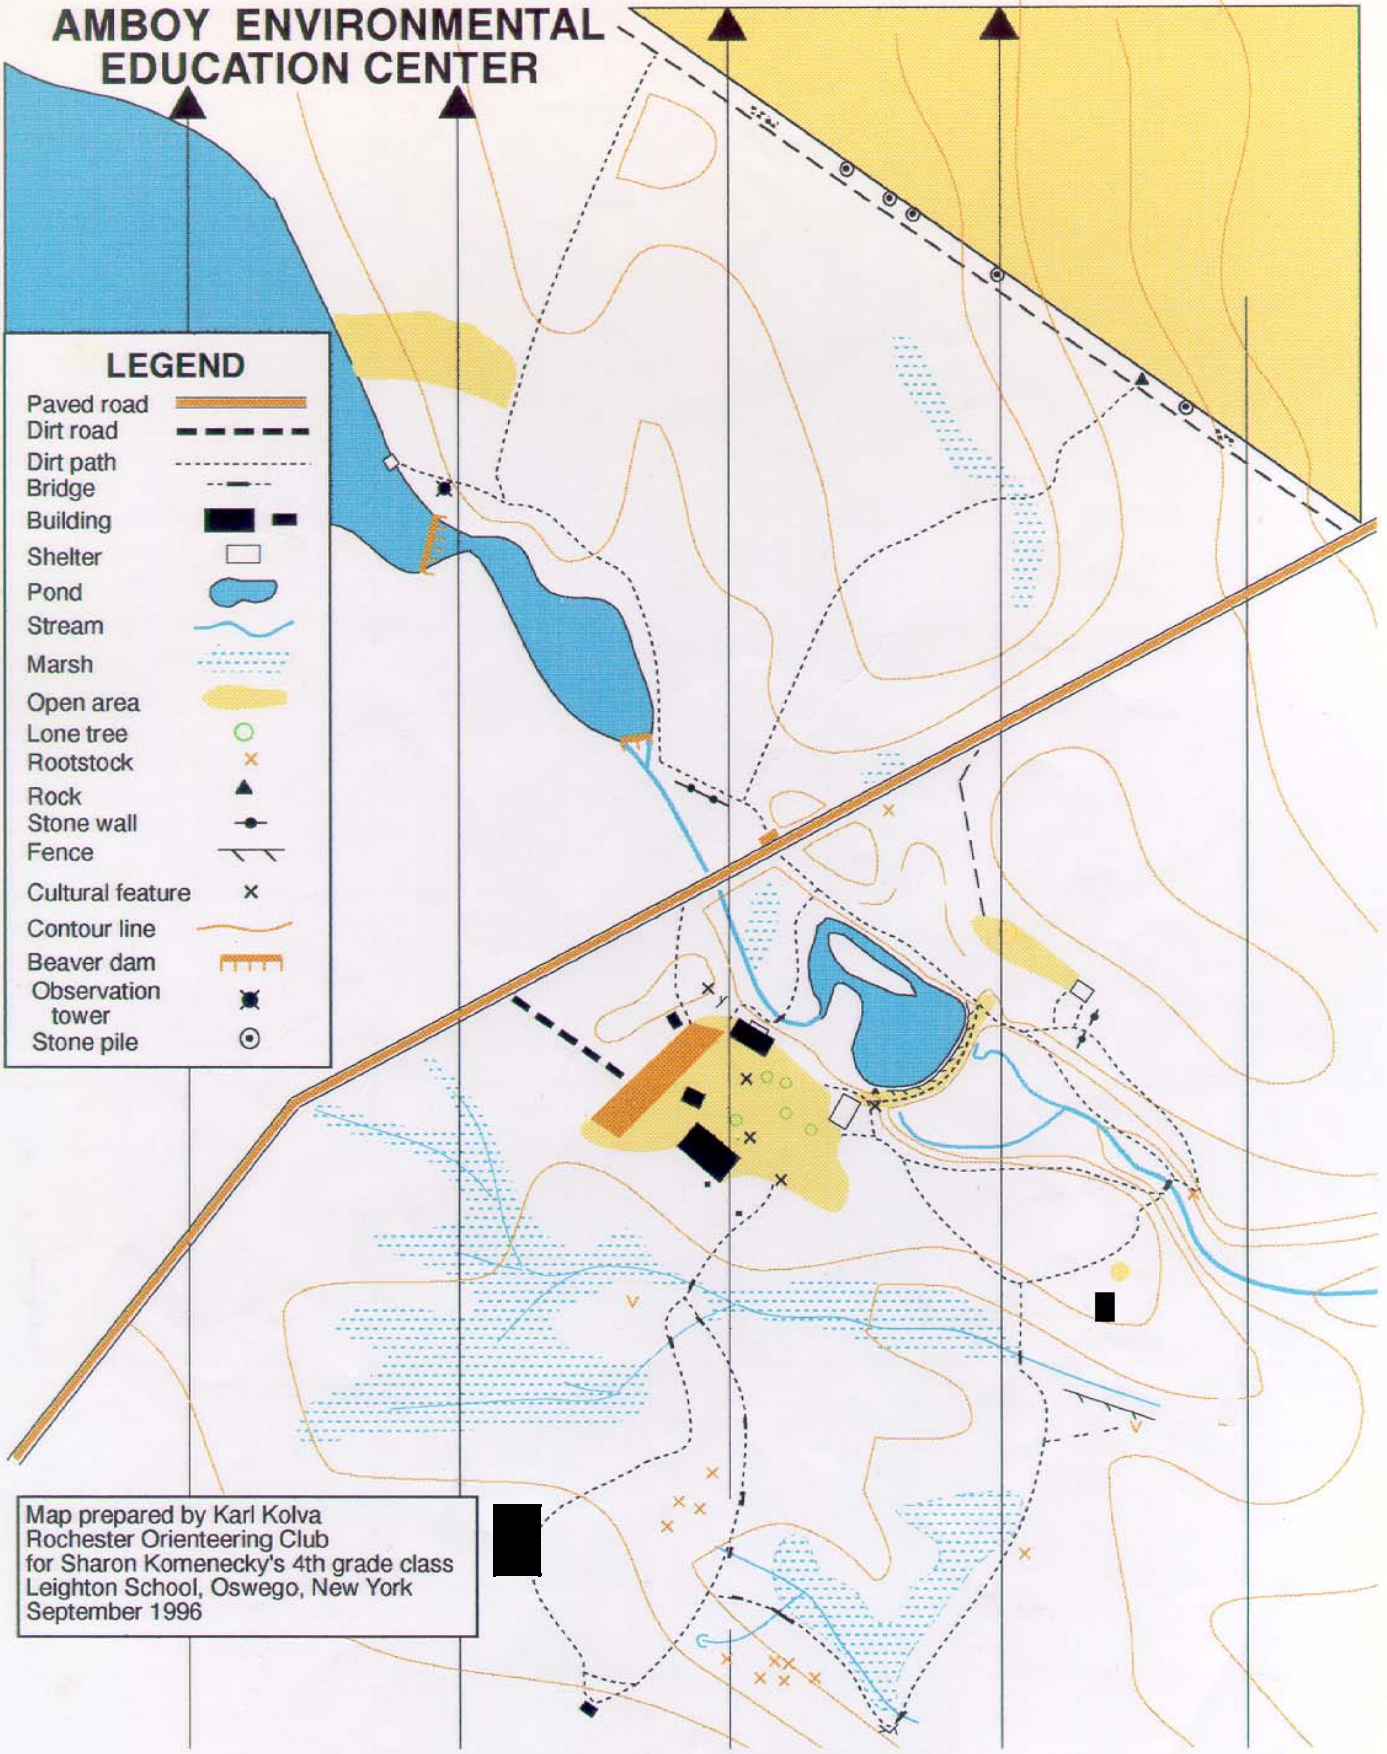 AMBOY ENVIRONMENTAL
EDUCATION CENTER
LEGEND
Paved road
Dirt road
Dirt path
Bridge
Building
Shelter
Pond
Stream
Marsh
Open area
Lone tree
Rootstock
Rock
Stone wall
Fence
Cultural feature
Contour line
Beaver dam
Observation
tower
Stone pile
Map prepared by Karl Kolva
Rochester Orienteering Club
for Sharon Komenecky's 4th grade class
Leighton School, Oswego, New York
September 1996